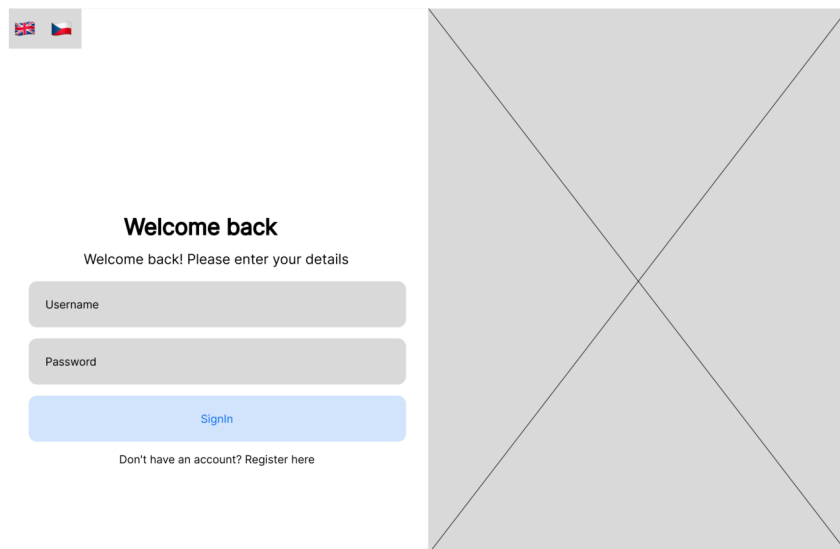 Welcome back
Welcome back! Please enter your details
Username
Password
SignIn
Don't have an account? Register here